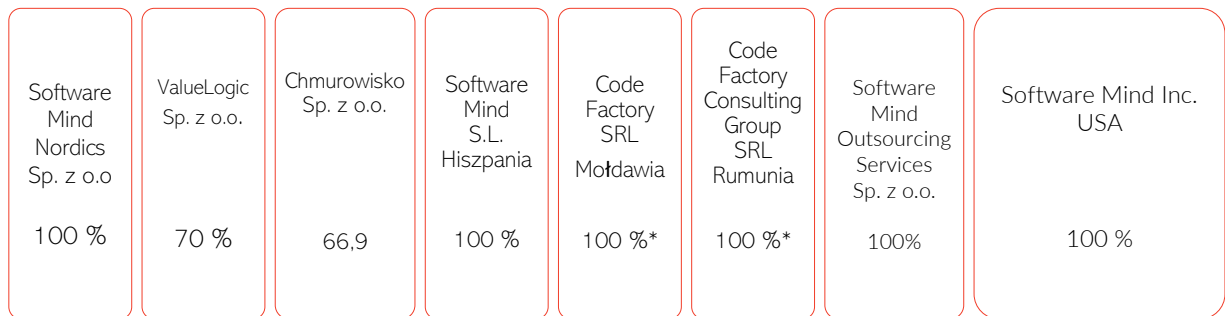 Software
Mind
Nordics
Sp. z o.o
100 %
ValueLogic
Sp. z o.o.
70 %
Chmurowisko
Sp. z o.o.
66,9
Software
Mind
S.L.
Hiszpania
100 %
Code
Factory
SRL
Mołdawia
100 %*
Code
Factory
Consulting
Group
SRL
Rumunia
100 %*
Software
Mind
Outsourcing
Services
Sp. z o.o.
100%
Software Mind Inc.
USA
100 %